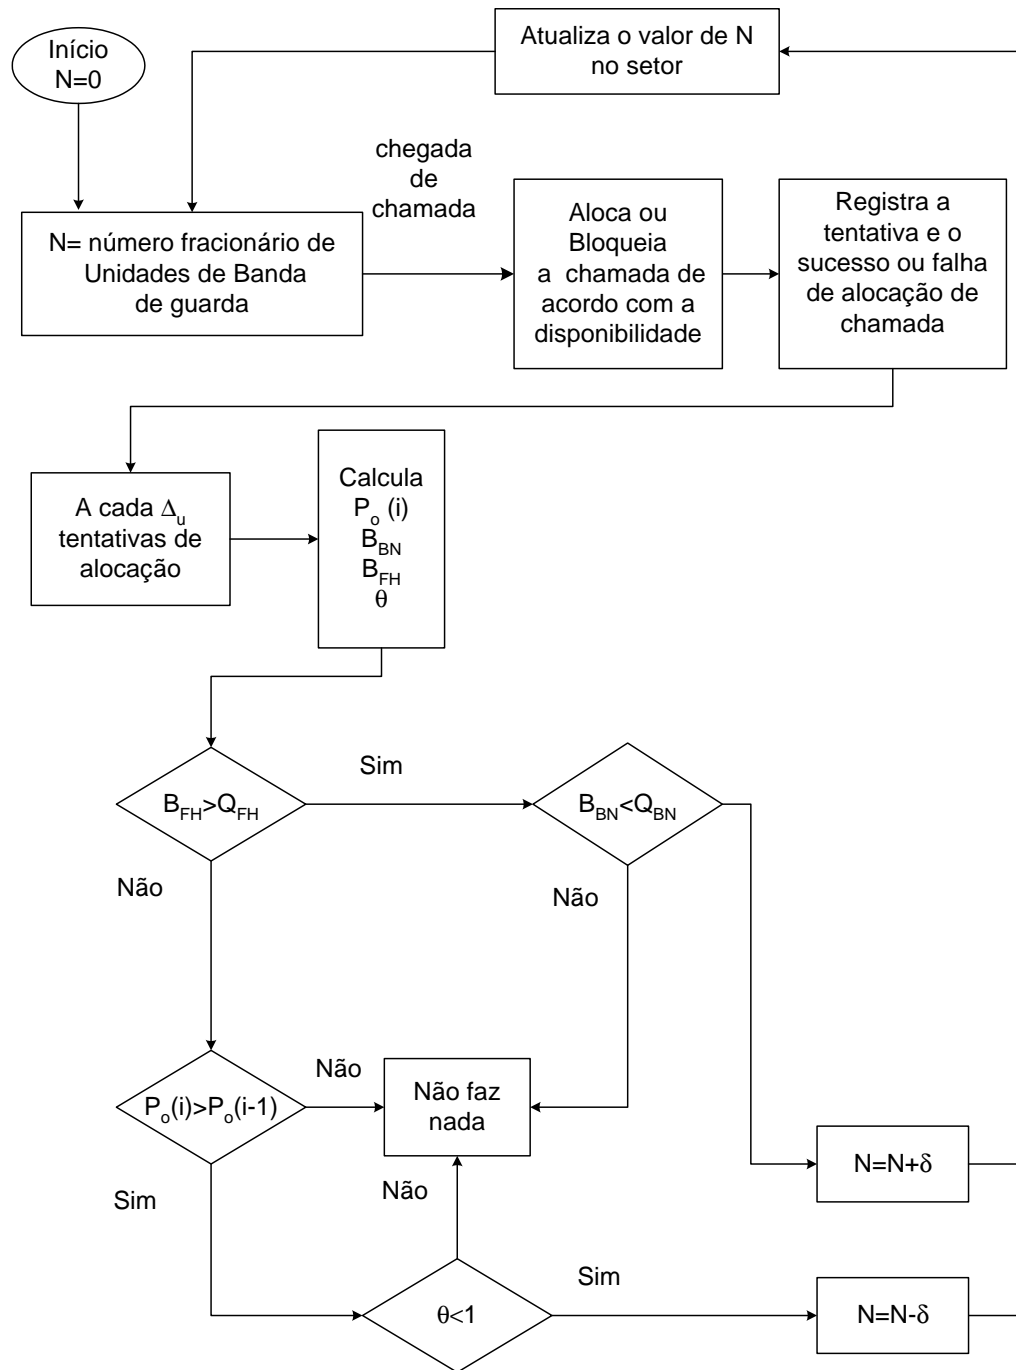 Início
N=0
Atualiza o valor de N
no setor
chegada
de
chamada
N= número fracionário de
Unidades de Banda
de guarda
Aloca ou
Bloqueia
a chamada de
acordo com a
disponibilidade
Registra a
tentativa e o
sucesso ou falha
de alocação de
chamada
A cada Δu
tentativas de
alocação
Calcula
Po (i)
BBN
BFH
θ
BFH>QFH
Sim
BBN<QBN
Não
Não
Po(i)>Po(i-1)
Não
Não faz
nada
Sim
Não
N=N+δ
θ<1
Sim
N=N-δ